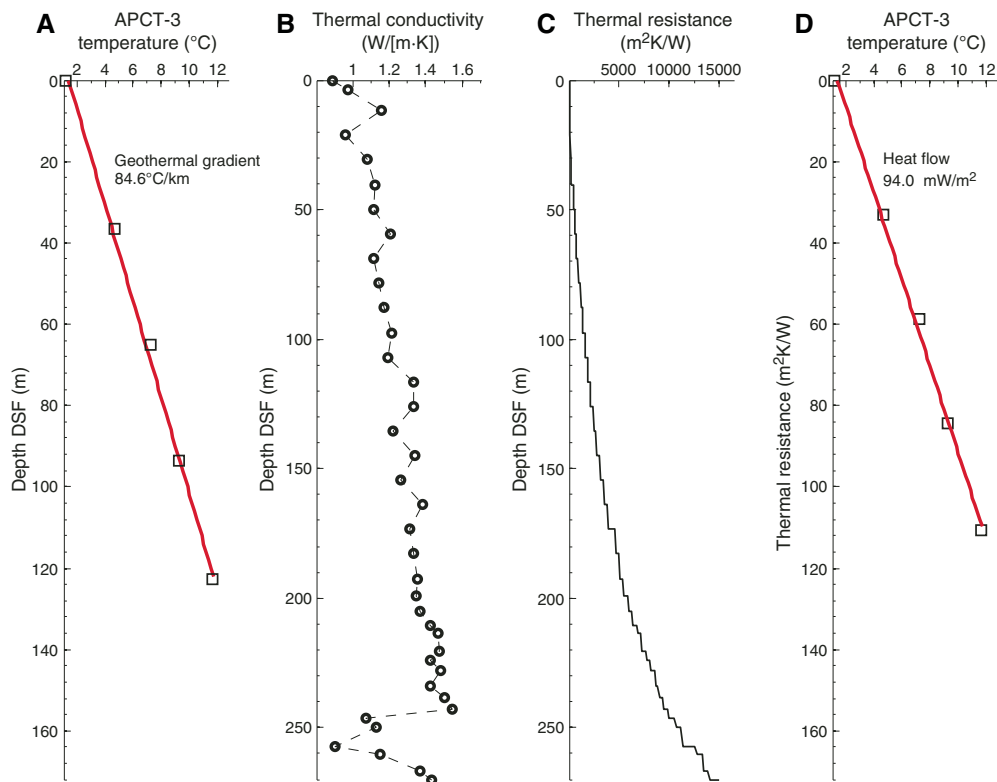 A
APCT-3
temperature (°C)
0 2 4 6 8 10 12
0
20
40
60
80
100
120
140
160
Depth DSF (m)
Geothermal gradient
84.6°C/km
B
Thermal conductivity
(W/[m·K])
1 1.2 1.4 1.6
0
50
100
150
200
250
Depth DSF (m)
C
Thermal resistance
(m²K/W)
5000 10000 15000
0
50
100
150
200
250
Depth DSF (m)
D
APCT-3
temperature (°C)
2 4 6 8 10 12
0
20
40
60
80
100
120
140
160
Thermal resistance (m²K/W)
Heat flow
94.0 mW/m²